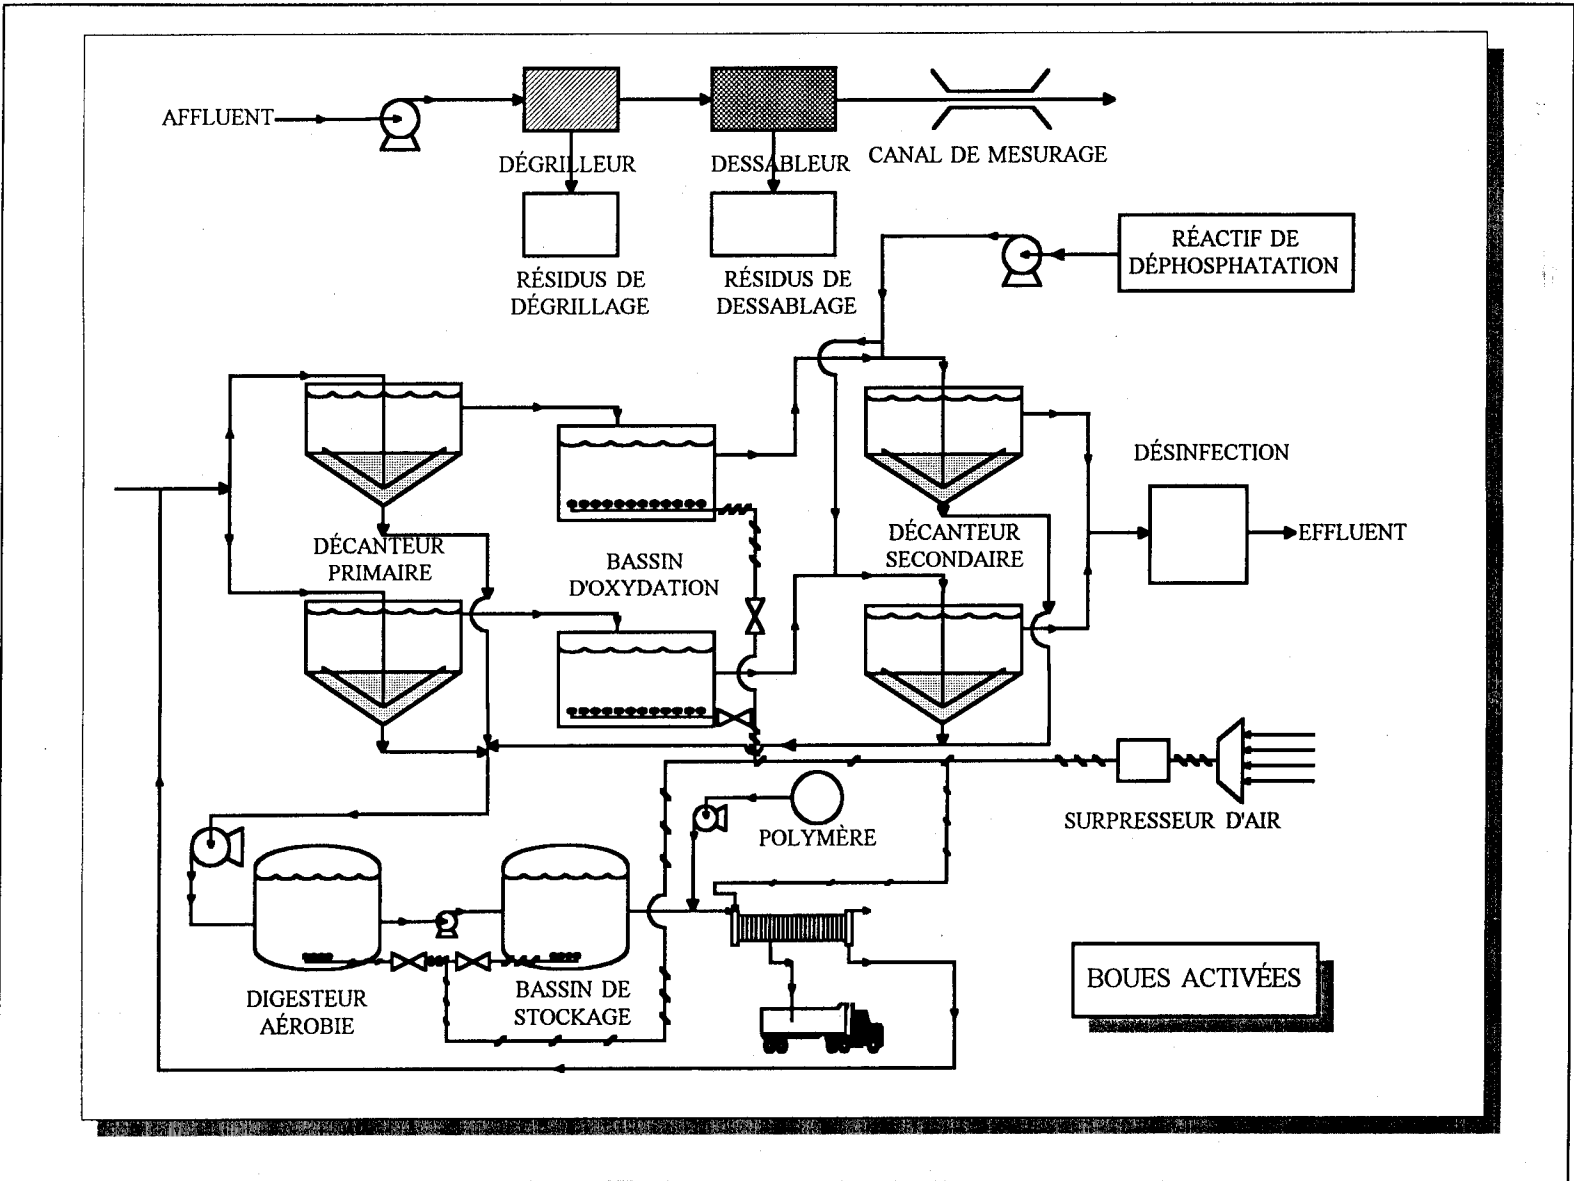 AFFLUENT
DÉGRILLEUR
DESSABLEUR
CANAL DE MESURAGE
RÉSIDUS DE
DÉGRILLAGE
RÉSIDUS DE
DESSABLAGE
RÉACTIF DE
DÉPHOSPHATATION
DÉCANTEUR
PRIMAIRE
BASSIN
D'OXYDATION
DÉCANTEUR
SECONDAIRE
DÉSINFECTION
EFFLUENT
SURPRESSEUR D'AIR
POLYMÈRE
DIGESTEUR
AÉROBIE
BASSIN DE
STOCKAGE
BOUES ACTIVÉES